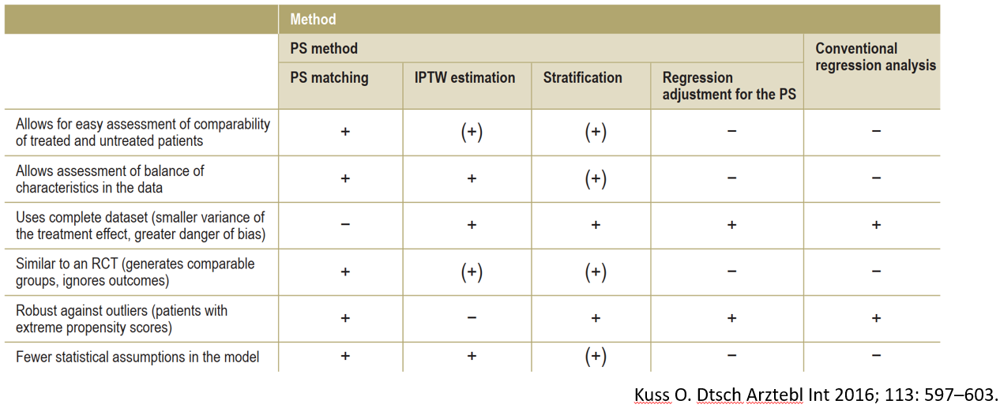 Method
PS method
Conventional
regression analysis
PS matching
IPTW estimation
Stratification
Regression
adjustment for the PS
Allows for easy assessment of comparability
of treated and untreated patients
+ (+) (+) − −
Allows assessment of balance of
characteristics in the data
+ + (+) − −
Uses complete dataset (smaller variance of
the treatment effect, greater danger of bias)
− + + + +
Similar to an RCT (generates comparable
groups, ignores outcomes)
+ (+) (+) − −
Robust against outliers (patients with
extreme propensity scores)
+ − + + +
Fewer statistical assumptions in the model
+ + (+) − −
Kuss O. Dtsch Arztebl Int 2016; 113: 597–603.